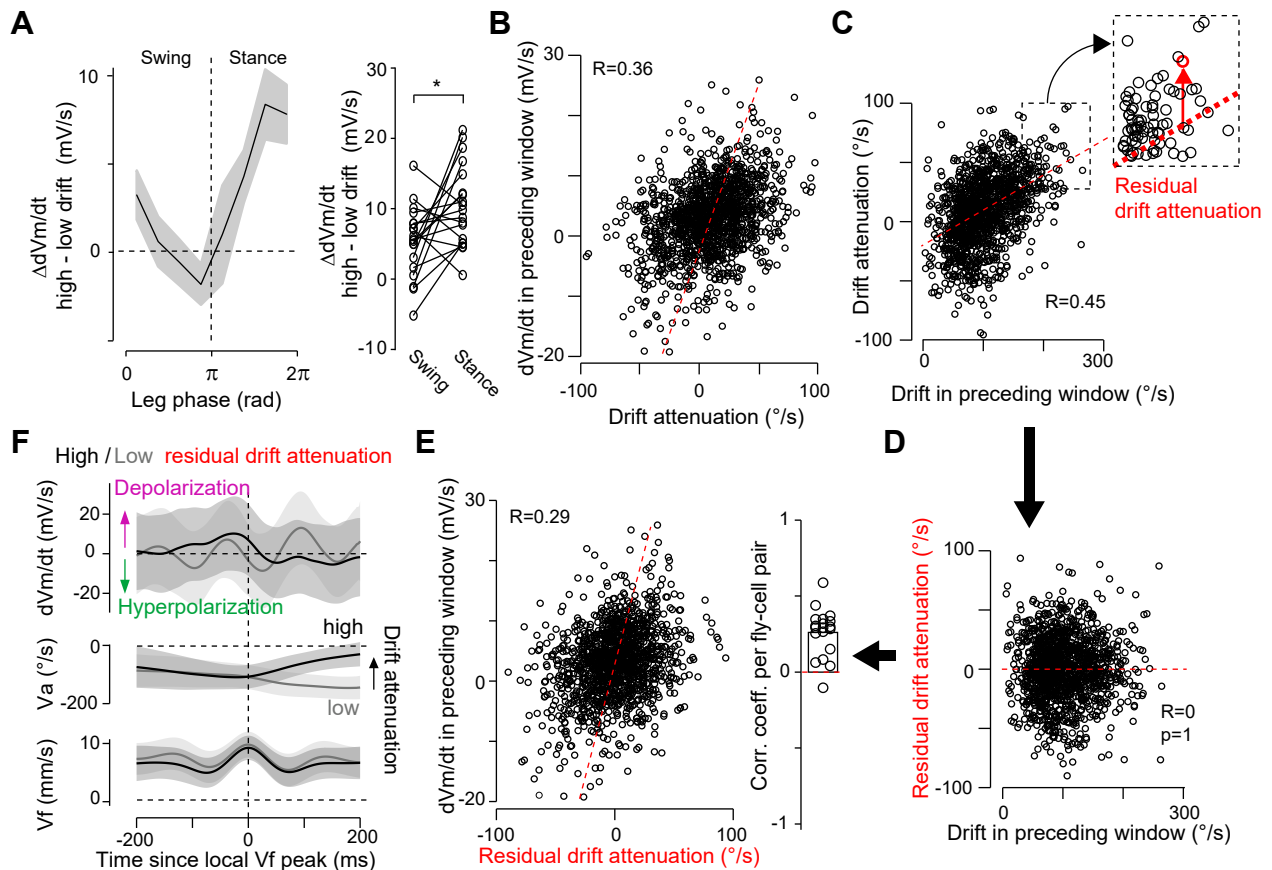 A
Swing
Stance
ΔdVm/dt
high - low drift (mV/s)
10
0
0
π
2π
Leg phase (rad)
ΔdVm/dt
high - low drift (mV/s)
30
20
10
0
-10
*
Swing
Stance
B
R=0.36
dVm/dt in preceding window (mV/s)
30
0
-20
-100
0
100
Drift attenuation (°/s)
C
Drift attenuation (°/s)
100
0
-100
R=0.45
0
300
Drift in preceding window (°/s)
Residual
drift attenuation
F
High / Low residual drift attenuation
Depolarization
Hyperpolarization
dVm/dt (mV/s)
20
0
-20
high
low
Va (°/s)
0
-200
Drift attenuation
Vf (mm/s)
10
0
-200
0
200
Time since local Vf peak (ms)
E
R=0.29
dVm/dt in preceding window (mV/s)
30
0
-20
-100
0
100
Residual drift attenuation (°/s)
Corr. coeff. per fly-cell pair
1
0
-1
D
Residual drift attenuation (°/s)
100
0
-100
R=0
p=1
0
300
Drift in preceding window (°/s)